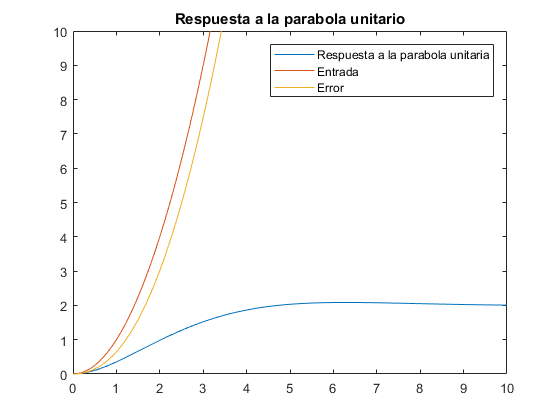 Respuesta a la parabola unitario
10
9
8
7
6
5
4
3
2
1
0
Respuesta a la parabola unitaria
Entrada
Error
0 1 2 3 4 5 6 7 8 9 10